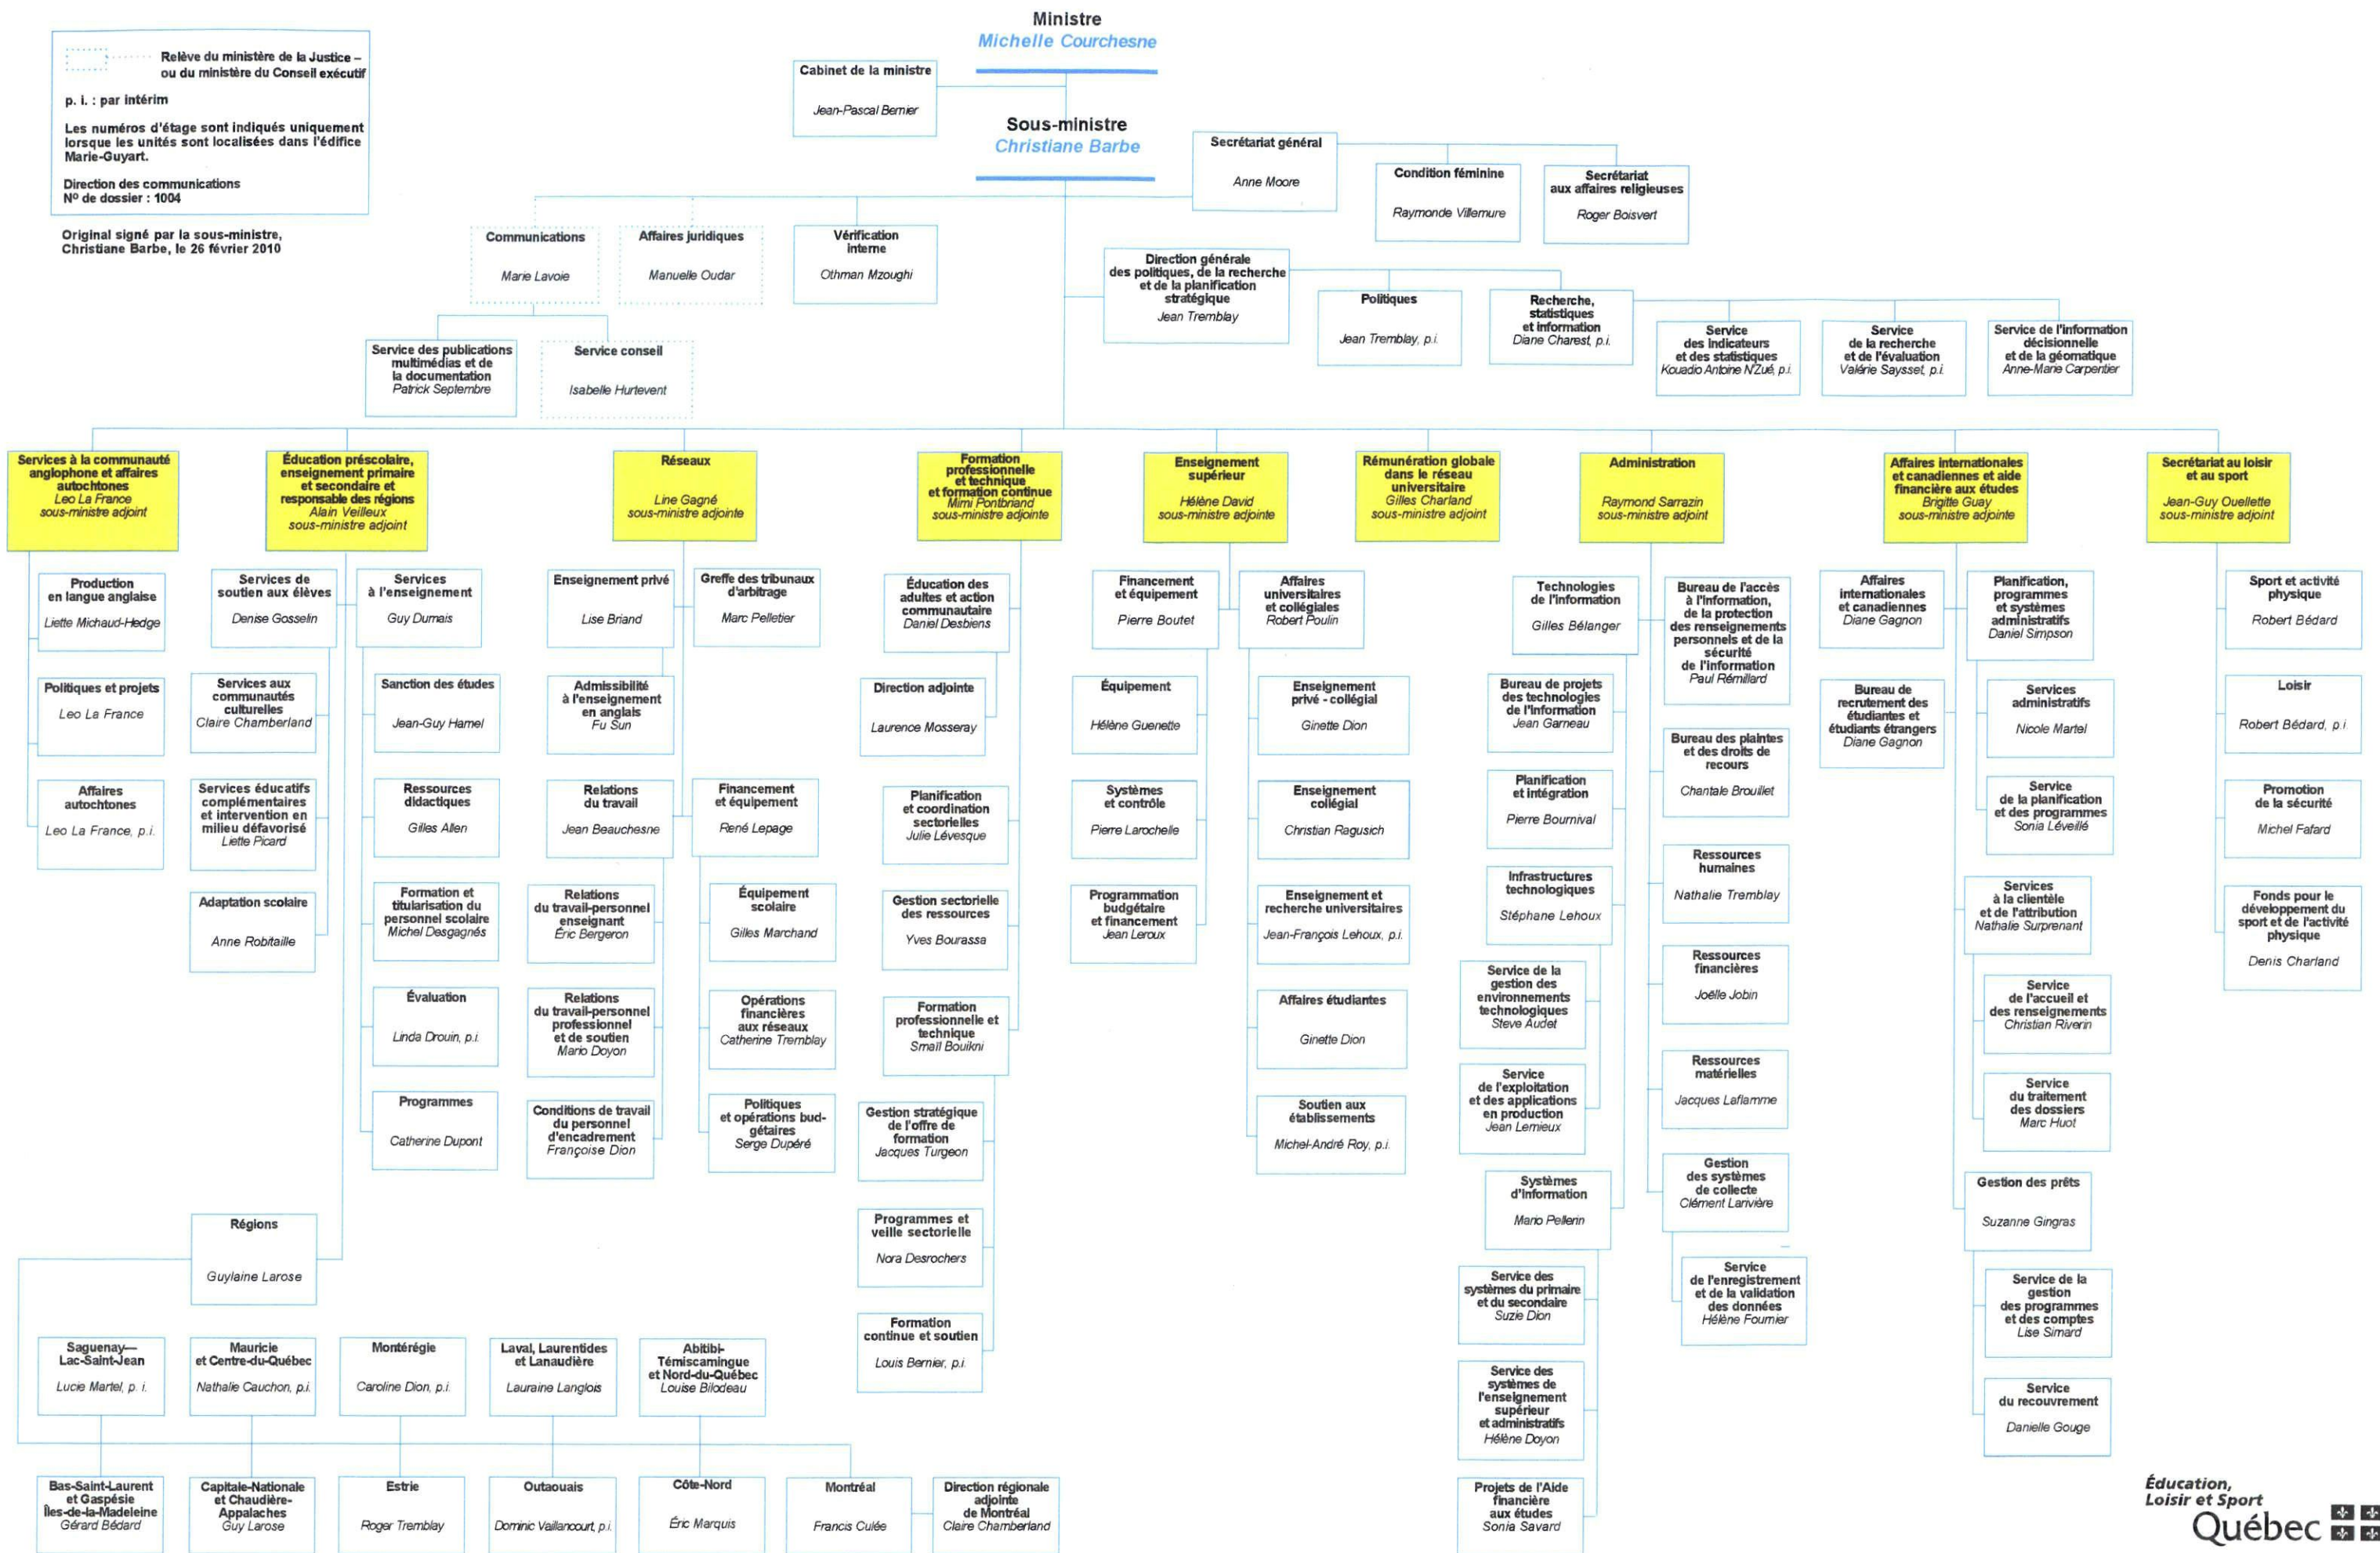 Ministre
Michelle Courchesne
Relève du ministère de la Justice –
ou du ministère du Conseil exécutif
p. i. : par intérim
Les numéros d'étage sont indiqués uniquement
lorsque les unités sont localisées dans l'édifice
Marie-Guyart.
Direction des communications
Nº de dossier : 1004
Original signé par la sous-ministre,
Christiane Barbe, le 26 février 2010
Cabinet de la ministre
Jean-Pascal Bernier
Sous-ministre
Christiane Barbe
Secrétariat général
Anne Moore
Condition féminine
Raymonde Villemure
Secrétariat
aux affaires religieuses
Roger Boisvert
Communications
Marie Lavoie
Affaires juridiques
Manuelle Oudar
Vérification
interne
Othman Mzoughi
Service des publications
multimédias et de
la documentation
Patrick Septembre
Service conseil
Isabelle Hurtevent
Direction générale
des politiques, de la recherche
et de la planification
stratégique
Jean Tremblay
Politiques
Jean Tremblay, p.i.
Recherche,
statistiques
et information
Diane Charest, p.i.
Service
des indicateurs
et des statistiques
Kouadio Antoine N'Zué, p.i.
Service
de la recherche
et de l'évaluation
Valérie Saysset, p.i.
Service de l'information
décisionnelle
et de la géomatique
Anne-Marie Carpentier
Services à la communauté
anglophone et affaires
autochtones
Leo La France
sous-ministre adjoint
Production
en langue anglaise
Liette Michaud-Hedge
Politiques et projets
Leo La France
Affaires
autochtones
Leo La France, p.i.
Éducation préscolaire,
enseignement primaire
et secondaire et
responsable des régions
Alain Veilleux
sous-ministre adjoint
Services de
soutien aux élèves
Denise Gosselin
Services aux
communautés
culturelles
Claire Chamberland
Services éducatifs
complémentaires
et intervention en
milieu défavorisé
Liette Picard
Adaptation scolaire
Anne Robitaille
Services
à l'enseignement
Guy Dumais
Sanction des études
Jean-Guy Hamel
Ressources
didactiques
Gilles Allen
Formation et
titularisation du
personnel scolaire
Michel Desgagnés
Évaluation
Linda Drouin, p.i.
Programmes
Catherine Dupont
Régions
Guylaine Larose
Saguenay—
Lac-Saint-Jean
Lucie Martel, p. i.
Mauricie
et Centre-du-Québec
Nathalie Cauchon, p.i.
Montérégie
Caroline Dion, p.i.
Laval, Laurentides
et Lanaudière
Lauraine Langlois
Abitibi-
Témiscamingue
et Nord-du-Québec
Louise Bilodeau
Bas-Saint-Laurent
et Gaspésie
Îles-de-la-Madeleine
Gérard Bédard
Capitale-Nationale
et Chaudière-
Appalaches
Guy Larose
Estrie
Roger Tremblay
Outaouais
Dominic Vaillancourt, p.i.
Côte-Nord
Éric Marquis
Montréal
Francis Culée
Direction régionale
adjointe
de Montréal
Claire Chamberland
Réseaux
Line Gagné
sous-ministre adjointe
Enseignement privé
Lise Briand
Greffe des tribunaux
d'arbitrage
Marc Pelletier
Admissibilité
à l'enseignement
en anglais
Fu Sun
Relations
du travail
Jean Beauchesne
Relations
du travail-personnel
enseignant
Éric Bergeron
Relations
du travail-personnel
professionnel
et de soutien
Mario Doyon
Conditions de travail
du personnel
d'encadrement
Françoise Dion
Financement
et équipement
René Lepage
Équipement
scolaire
Gilles Marchand
Opérations
financières
aux réseaux
Catherine Tremblay
Politiques
et opérations bud-
gétaires
Serge Dupéré
Formation
professionnelle
et technique
et formation continue
Mimi Pontbriand
sous-ministre adjointe
Éducation des
adultes et action
communautaire
Daniel Desbiens
Direction adjointe
Laurence Mosseray
Planification
et coordination
sectorielles
Julie Lévesque
Gestion sectorielle
des ressources
Yves Bourassa
Formation
professionnelle et
technique
Smaïl Bouikni
Gestion stratégique
de l'offre de
formation
Jacques Turgeon
Programmes et
veille sectorielle
Nora Desrochers
Formation
continue et soutien
Louis Bernier, p.i.
Enseignement
supérieur
Hélène David
sous-ministre adjointe
Financement
et équipement
Pierre Boutet
Équipement
Hélène Guenette
Systèmes
et contrôle
Pierre Larochelle
Programmation
budgétaire
et financement
Jean Leroux
Affaires
universitaires
et collégiales
Robert Poulin
Enseignement
privé - collégial
Ginette Dion
Enseignement
collégial
Christian Ragusich
Enseignement et
recherche universitaires
Jean-François Lehoux, p.i.
Affaires étudiantes
Ginette Dion
Soutien aux
établissements
Michel-André Roy, p.i.
Rémunération globale
dans le réseau
universitaire
Gilles Charland
sous-ministre adjoint
Administration
Raymond Sarrazin
sous-ministre adjoint
Technologies
de l'information
Gilles Bélanger
Bureau de projets
des technologies
de l'information
Jean Garneau
Planification
et intégration
Pierre Bournival
Infrastructures
technologiques
Stéphane Lehoux
Service de la
gestion des
environnements
technologiques
Steve Audet
Service
de l'exploitation
et des applications
en production
Jean Lemieux
Systèmes
d'information
Mario Pellerin
Service des
systèmes du primaire
et du secondaire
Suzie Dion
Service des
systèmes de
l'enseignement
supérieur
et administratifs
Hélène Doyon
Projets de l'Aide
financière
aux études
Sonia Savard
Bureau de l'accès
à l'information,
de la protection
des renseignements
personnels et de la
sécurité
de l'information
Paul Rémillard
Bureau des plaintes
et des droits de
recours
Chantale Brouillet
Ressources
humaines
Nathalie Tremblay
Ressources
financières
Joëlle Jobin
Ressources
matérielles
Jacques Laflamme
Gestion
des systèmes
de collecte
Clément Larivière
Service
de l'enregistrement
et de la validation
des données
Hélène Fournier
Affaires internationales
et canadiennes et aide
financière aux études
Brigitte Guay
sous-ministre adjointe
Affaires
internationales
et canadiennes
Diane Gagnon
Bureau de
recrutement des
étudiantes et
étudiants étrangers
Diane Gagnon
Planification,
programmes
et systèmes
administratifs
Daniel Simpson
Services
administratifs
Nicole Martel
Service
de la planification
et des programmes
Sonia Léveillé
Services
à la clientèle
et de l'attribution
Nathalie Surprenant
Service
de l'accueil et
des renseignements
Christian Riverin
Service
du traitement
des dossiers
Marc Huot
Gestion des prêts
Suzanne Gingras
Service de la
gestion
des programmes
et des comptes
Lise Simard
Service
du recouvrement
Danielle Gouge
Secrétariat au loisir
et au sport
Jean-Guy Ouellette
sous-ministre adjoint
Sport et activité
physique
Robert Bédard
Loisir
Robert Bédard, p.i.
Promotion
de la sécurité
Michel Fafard
Fonds pour le
développement du
sport et de l'activité
physique
Denis Charland
Éducation,
Loisir et Sport
Québec